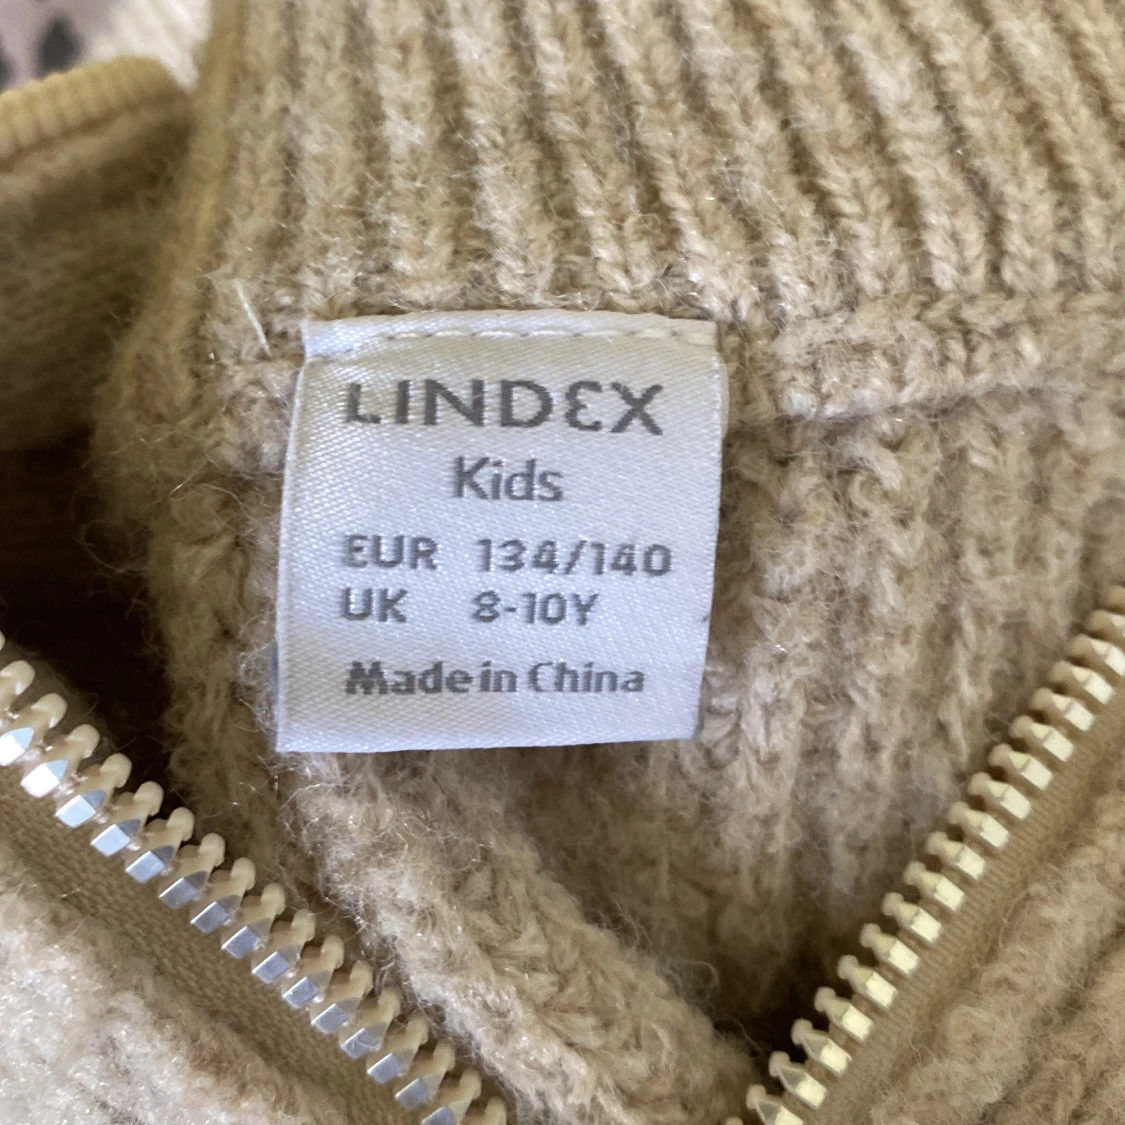 LINDEX
Kids
EUR 134/140
UK 8-10Y
Made in China